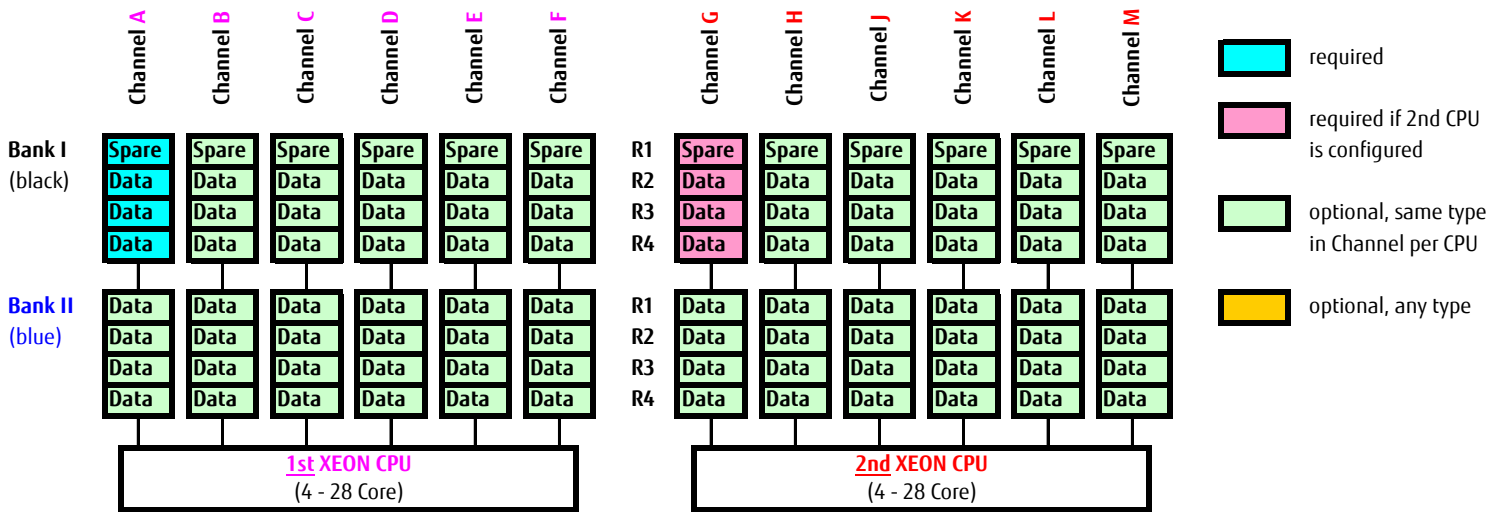 Channel A Channel B Channel C Channel D Channel E Channel F Channel G Channel H Channel J Channel K Channel L Channel M
required
required if 2nd CPU
is configured
optional, same type
in Channel per CPU
optional, any type
Bank I Spare Spare Spare Spare Spare Spare R1 Spare Spare Spare Spare Spare Spare
(black) Data Data Data Data Data Data R2 Data Data Data Data Data Data
Data Data Data Data Data Data R3 Data Data Data Data Data Data
Data Data Data Data Data Data R4 Data Data Data Data Data Data
Bank II Data Data Data Data Data Data R1 Data Data Data Data Data Data
(blue) Data Data Data Data Data Data R2 Data Data Data Data Data Data
Data Data Data Data Data Data R3 Data Data Data Data Data Data
Data Data Data Data Data Data R4 Data Data Data Data Data Data
1st XEON CPU
(4 - 28 Core)
2nd XEON CPU
(4 - 28 Core)